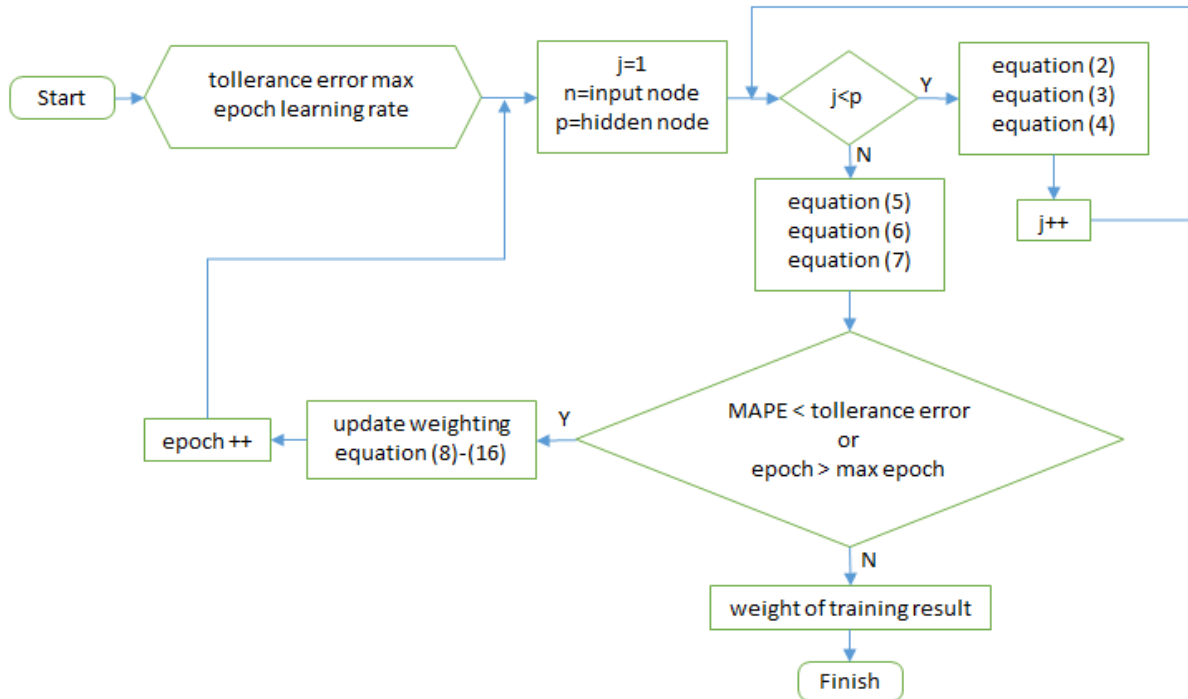 Start
tollerance error max
epoch learning rate
j=1
n=input node
p=hidden node
j<p
Y
equation (2)
equation (3)
equation (4)
j++
N
equation (5)
equation (6)
equation (7)
MAPE < tollerance error
or
epoch > max epoch
Y
update weighting
equation (8)-(16)
epoch ++
N
weight of training result
Finish